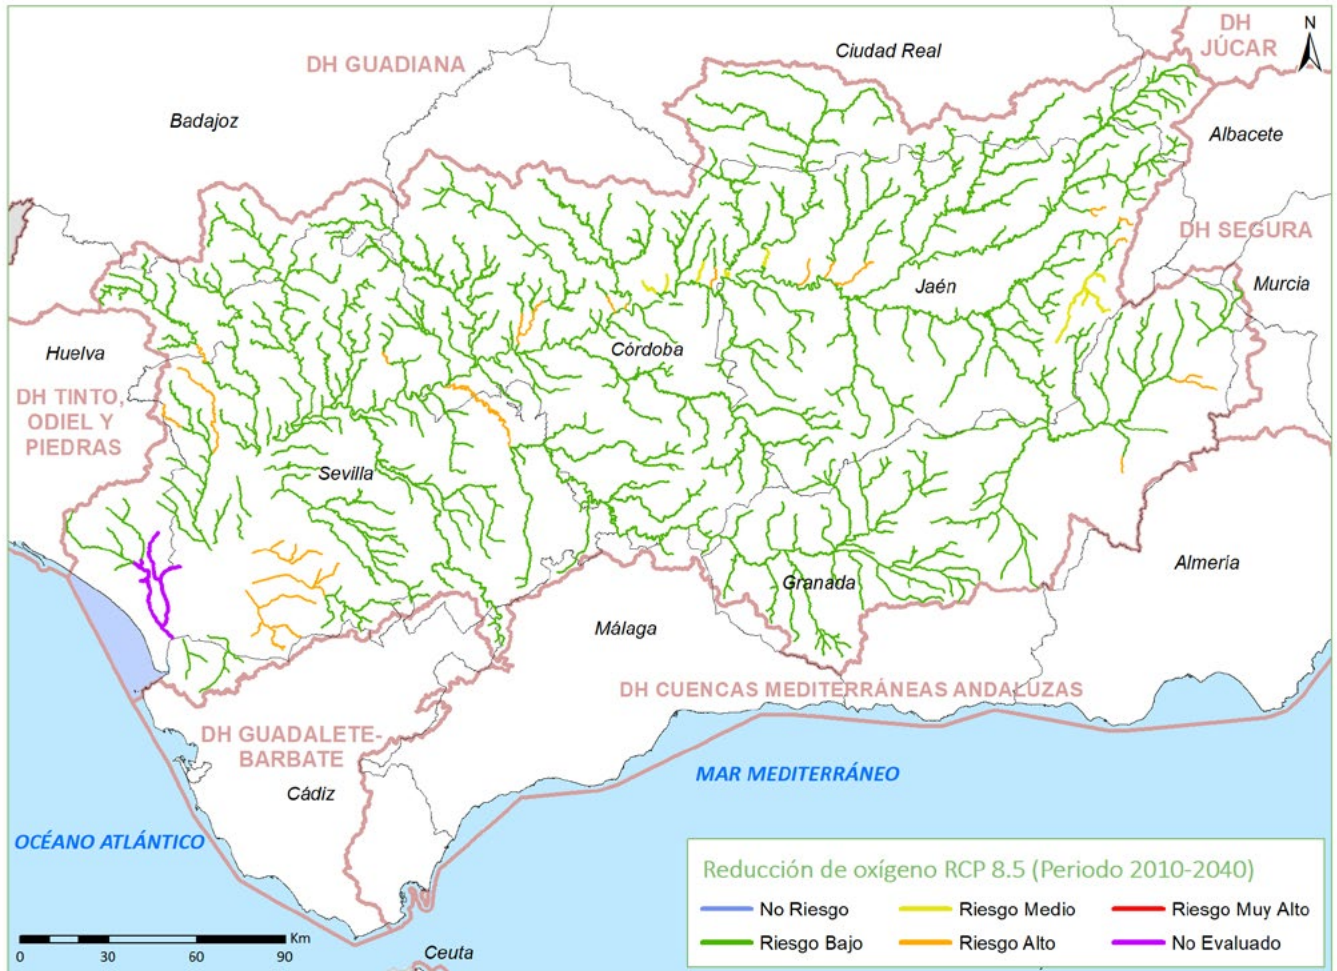 DH
JÚCAR
N
Ciudad Real
DH GUADIANA
Badajoz
Albacete
DH SEGURA
Murcia
Jaén
Huelva
Córdoba
DH TINTO,
ODIEL Y
PIEDRAS
Sevilla
Almeria
Granada
Málaga
DH CUENCAS MEDITERRÁNEAS ANDALUZAS
DH GUADALETE-
BARBATE
MAR MEDITERRÁNEO
Cádiz
OCÉANO ATLÁNTICO
Reducción de oxígeno RCP 8.5 (Periodo 2010-2040)
No Riesgo
Riesgo Medio
Riesgo Muy Alto
Riesgo Bajo
Riesgo Alto
No Evaluado
Km
0 30 60 90
Ceuta